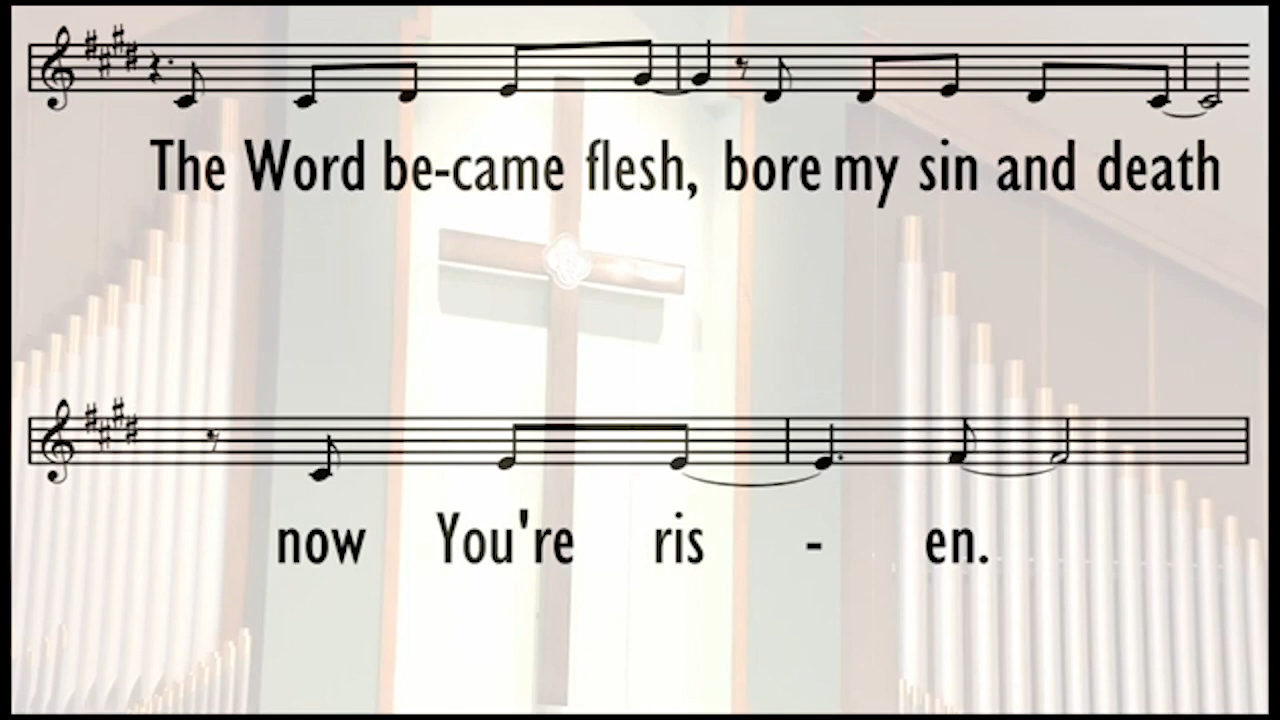 The Word be-came flesh, bore my sin and death
now You're ris - en.